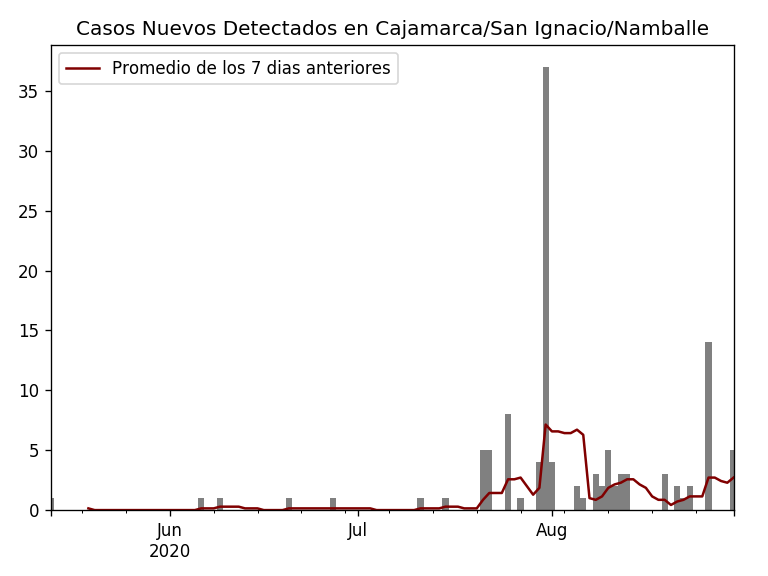 Casos Nuevos Detectados en Cajamarca/San Ignacio/Namballe
Promedio de los 7 dias anteriores
35
30
25
20
15
10
5
0
Jun
2020
Jul
Aug